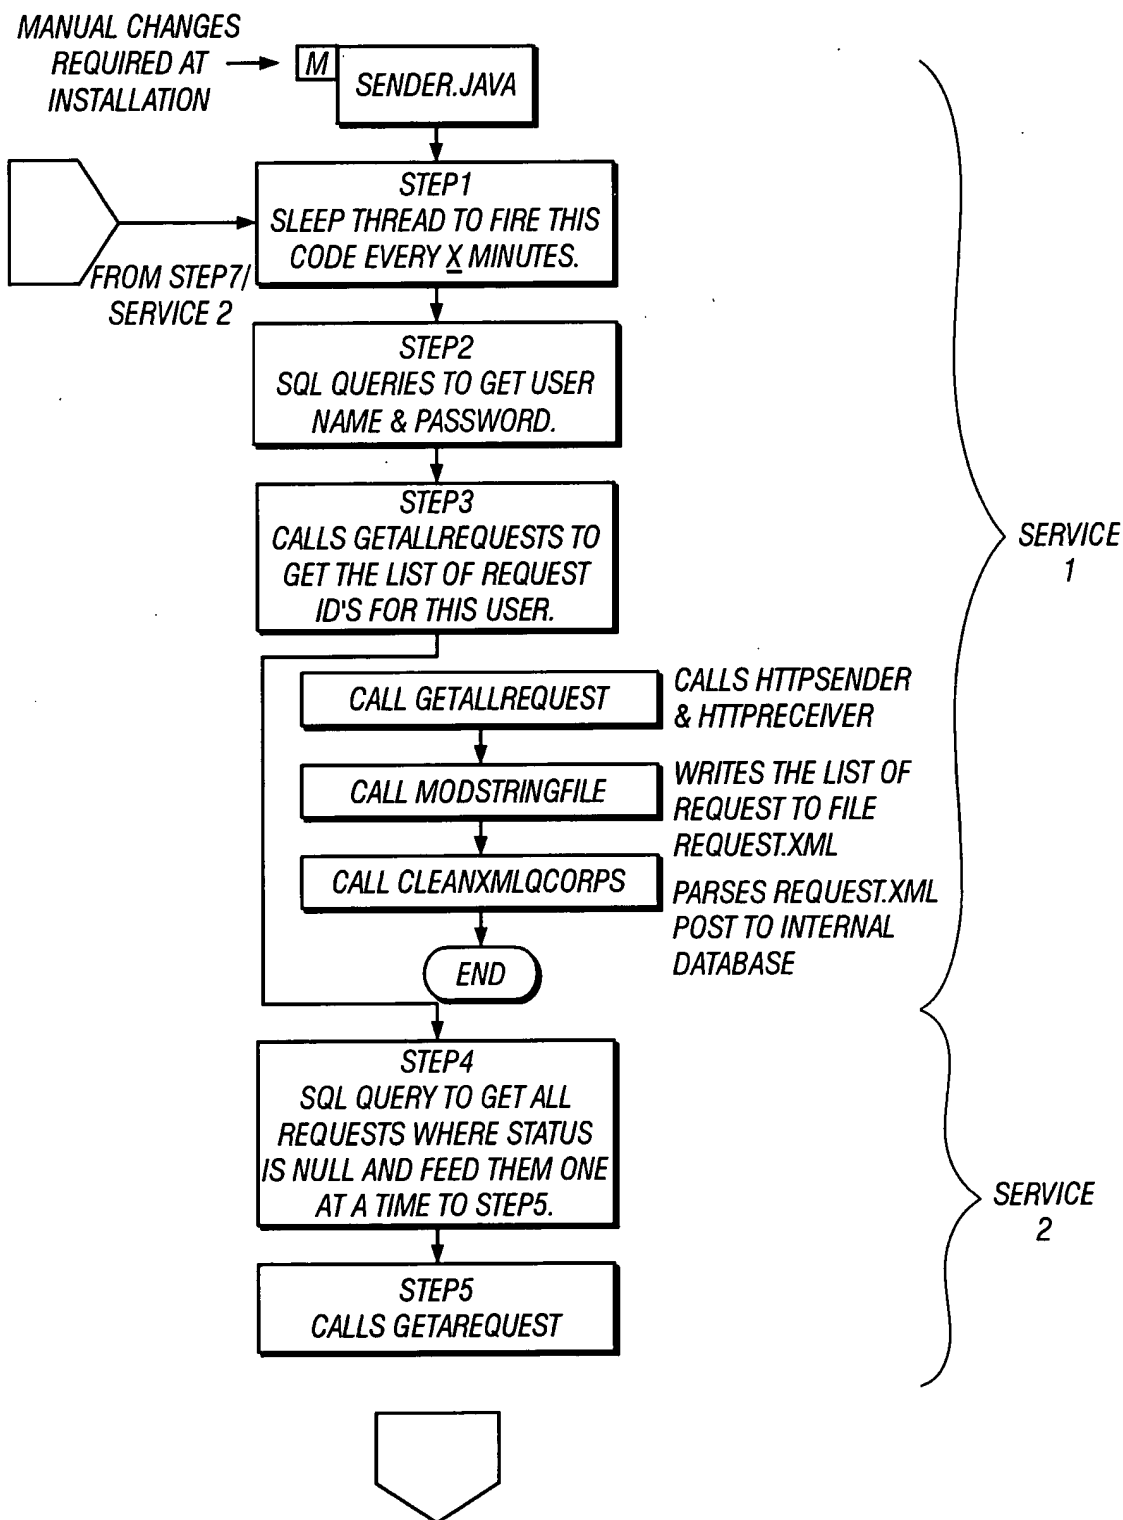 MANUAL CHANGES
REQUIRED AT
INSTALLATION
M
SENDER.JAVA
STEP1
SLEEP THREAD TO FIRE THIS
CODE EVERY X MINUTES.
FROM STEP7/
SERVICE 2
STEP2
SQL QUERIES TO GET USER
NAME & PASSWORD.
STEP3
CALLS GETALLREQUESTS TO
GET THE LIST OF REQUEST
ID'S FOR THIS USER.
SERVICE
1
CALL GETALLREQUEST
CALLS HTTPSENDER
& HTTPRECEIVER
CALL MODSTRINGFILE
WRITES THE LIST OF
REQUEST TO FILE
REQUEST.XML
CALL CLEANXMLQCORPS
PARSES REQUEST.XML
POST TO INTERNAL
DATABASE
END
STEP4
SQL QUERY TO GET ALL
REQUESTS WHERE STATUS
IS NULL AND FEED THEM ONE
AT A TIME TO STEP5.
SERVICE
2
STEP5
CALLS GETAREQUEST